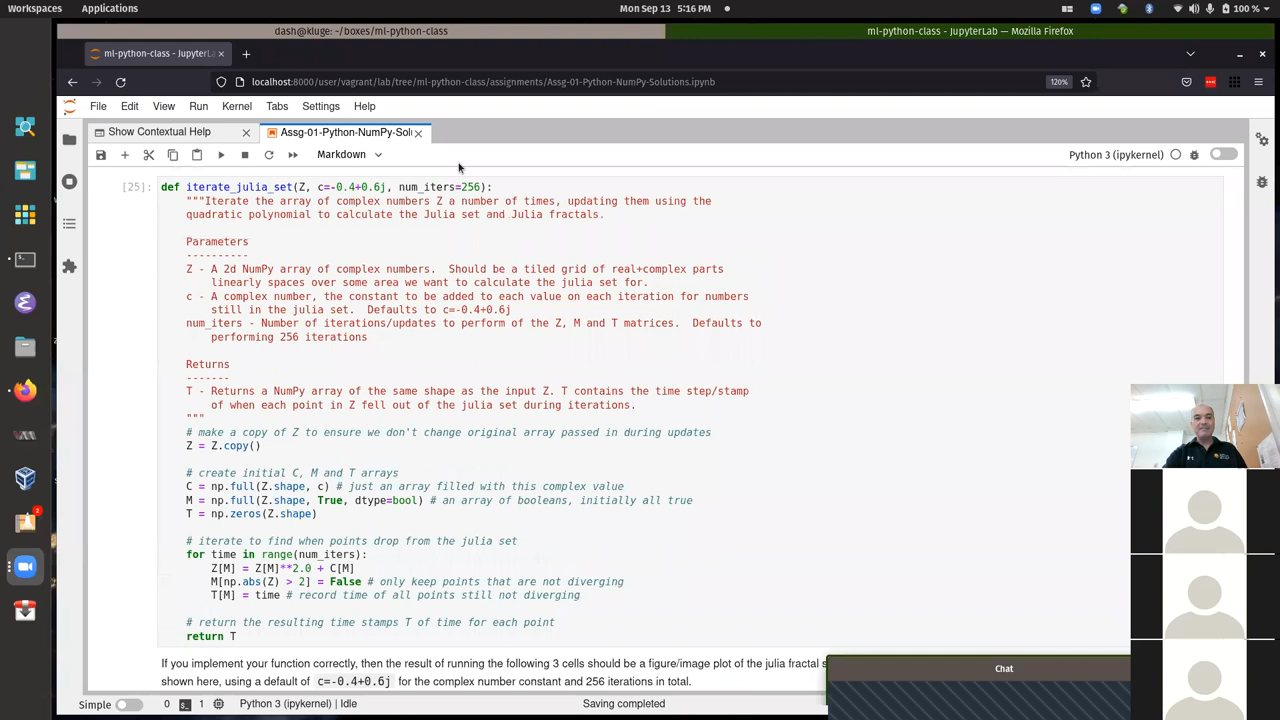 Workspaces Applications Mon Sep 13 5:16 PM 100 %
dash@kluge: ~/boxes/ml-python-class ml-python-class - JupyterLab — Mozilla Firefox
ml-python-class - JupyterLa
localhost:8000/user/vagrant/lab/tree/ml-python-class/assignments/Assg-01-Python-NumPy-Solutions.ipynb 120%
File Edit View Run Kernel Tabs Settings Help
Show Contextual Help Assg-01-Python-NumPy-Sol
Markdown Python 3 (ipykernel)
[25]: def iterate_julia_set(Z, c=-0.4+0.6j, num_iters=256):
"""Iterate the array of complex numbers Z a number of times, updating them using the
quadratic polynomial to calculate the Julia set and Julia fractals.
Parameters
----------
Z - A 2d NumPy array of complex numbers.  Should be a tiled grid of real+complex parts
linearly spaces over some area we want to calculate the julia set for.
c - A complex number, the constant to be added to each value on each iteration for numbers
still in the julia set.  Defaults to c=-0.4+0.6j
num_iters - Number of iterations/updates to perform of the Z, M and T matrices.  Defaults to
performing 256 iterations
Returns
-------
T - Returns a NumPy array of the same shape as the input Z. T contains the time step/stamp
of when each point in Z fell out of the julia set during iterations.
"""
# make a copy of Z to ensure we don't change original array passed in during updates
Z = Z.copy()
# create initial C, M and T arrays
C = np.full(Z.shape, c) # just an array filled with this complex value
M = np.full(Z.shape, True, dtype=bool) # an array of booleans, initially all true
T = np.zeros(Z.shape)
# iterate to find when points drop from the julia set
for time in range(num_iters):
Z[M] = Z[M]**2.0 + C[M]
M[np.abs(Z) > 2] = False # only keep points that are not diverging
T[M] = time # record time of all points still not diverging
# return the resulting time stamps T of time for each point
return T
If you implement your function correctly, then the result of running the following 3 cells should be a figure/image plot of the julia fractal s
shown here, using a default of c=-0.4+0.6j for the complex number constant and 256 iterations in total.
Chat
Simple 0 1 Python 3 (ipykernel) | Idle Saving completed
2